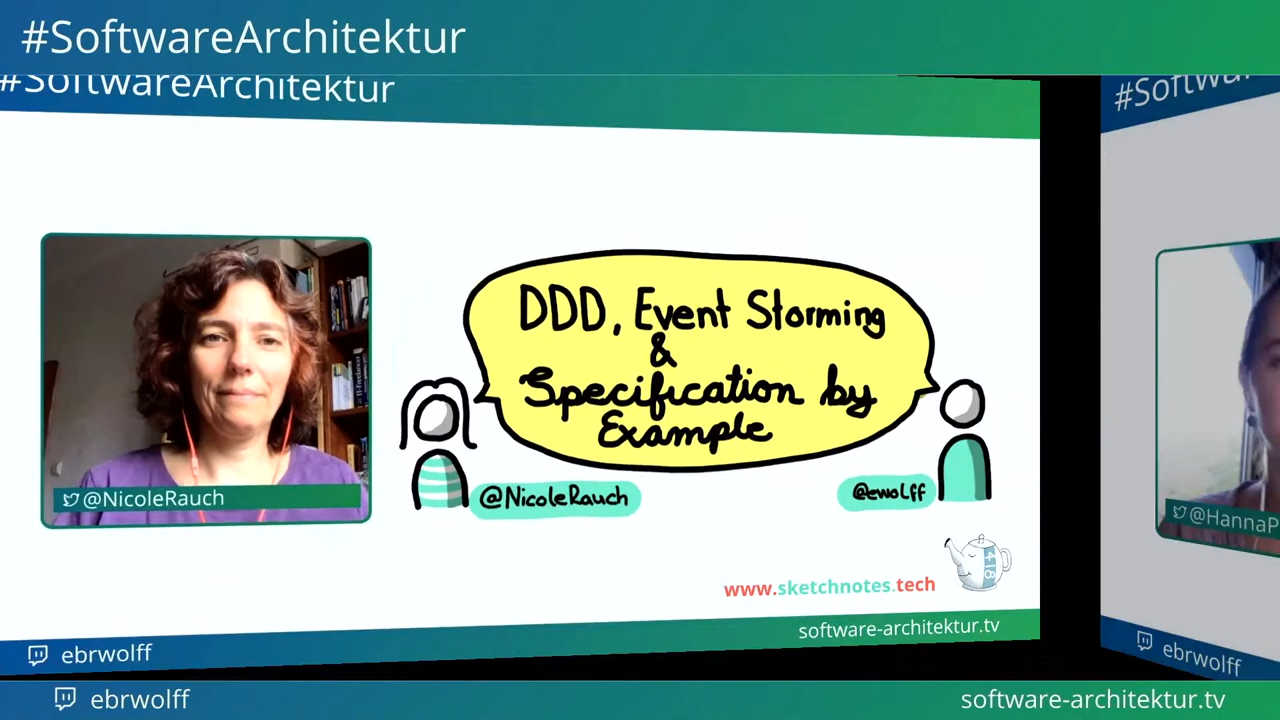 #SoftwareArchitektur
#SoftwareArchitektur
DDD, Event Storming
&
Specification by
Example
@NicoleRauch
@NicoleRauch
@ewolff
www.sketchnotes.tech
418
software-architektur.tv
ebrwolff
@HannaP
ebrwolff
ebrwolff
software-architektur.tv